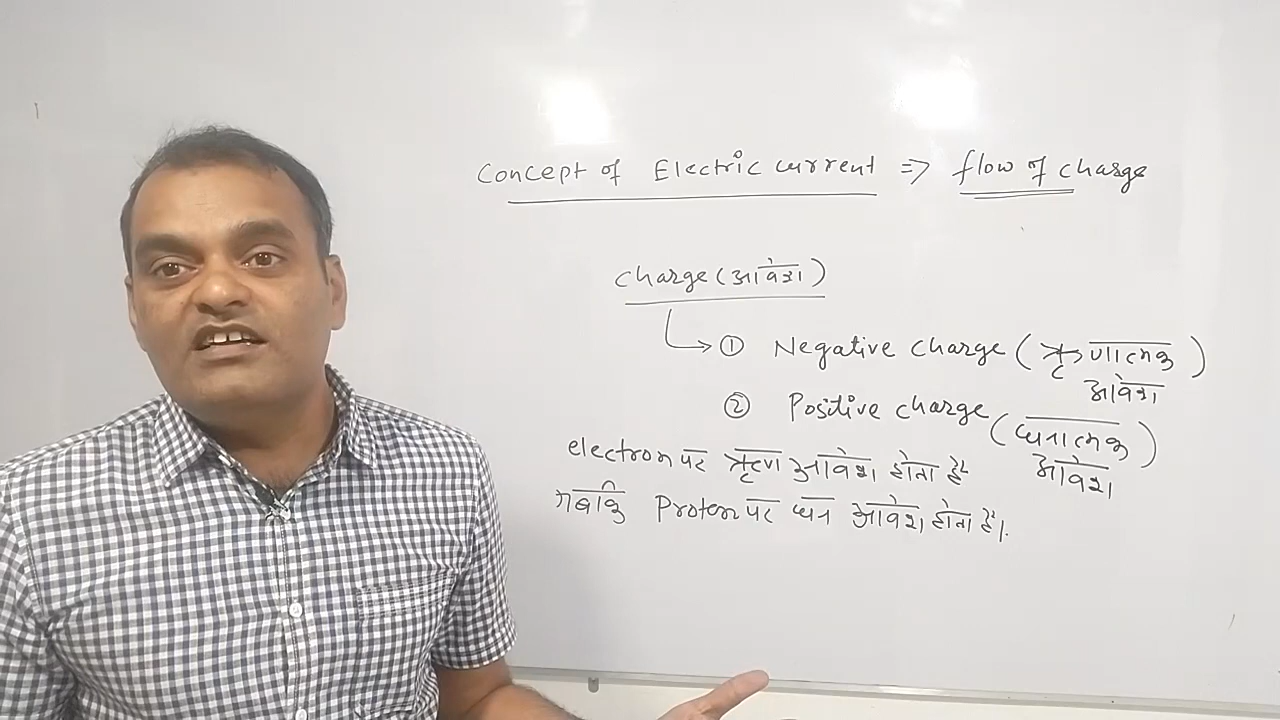 Concept of Electric current => flow of charge
charge (आवेश)
① Negative charge (ऋणात्मक आवेश)
② Positive charge (धनात्मक आवेश)
electron पर ऋण आवेश होता है
जबकि Proton पर धन आवेश होता है।